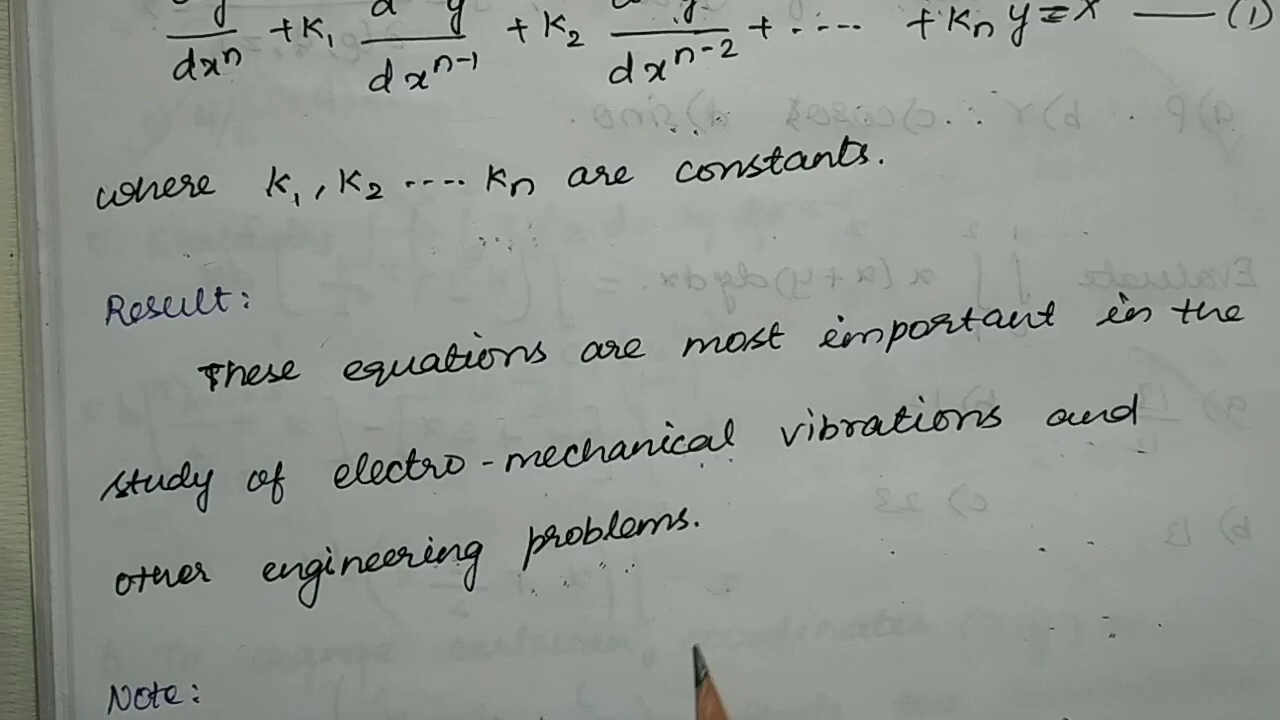 dy/dxⁿ + K₁ d y/dxⁿ⁻¹ + K₂ y/dxⁿ⁻² + ..... + Kₙ y = x —— (1)
where K₁, K₂ .... Kₙ are constants.
Result:
These equations are most important in the
study of electro-mechanical vibrations and
other engineering problems.
Note: